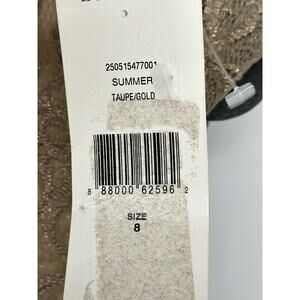 250515477001
SUMMER
TAUPE/GOLD
8 88000 62596 2
SIZE
8